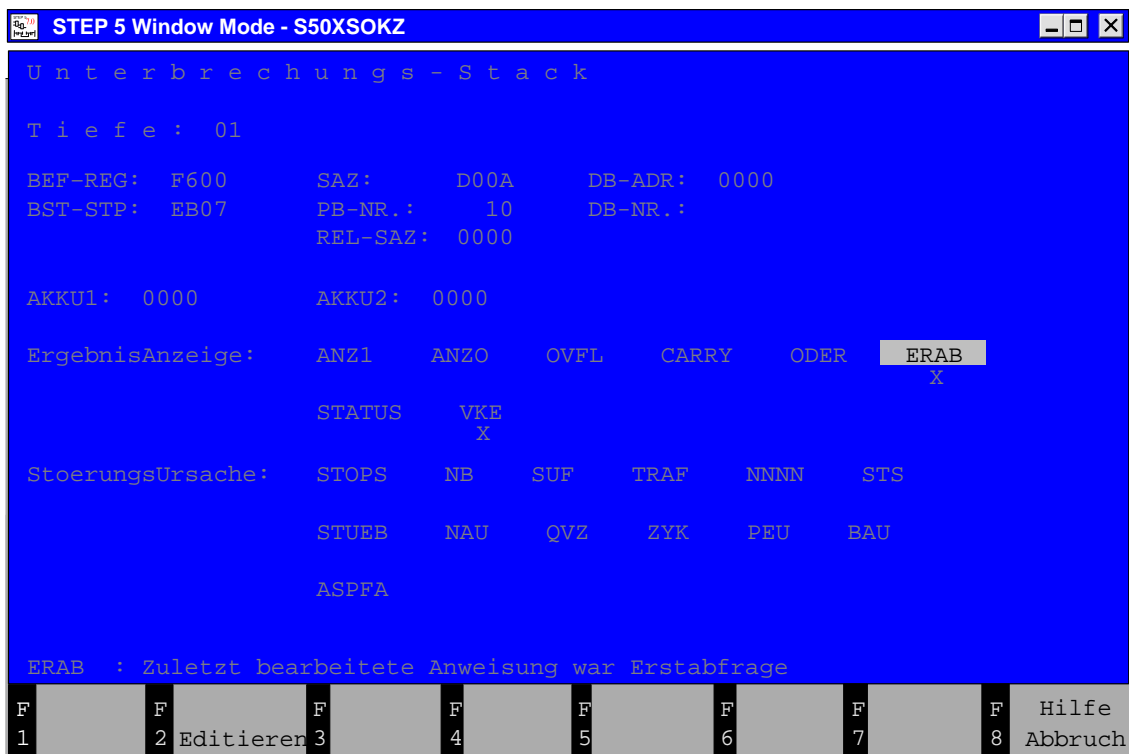 STEP 5 Window Mode - S50XSOKZ
U n t e r b r e c h u n g s - S t a c k
T i e f e : 01
BEF-REG: F600 SAZ: D00A DB-ADR: 0000
BST-STP: EB07 PB-NR.: 10 DB-NR.:
REL-SAZ: 0000
AKKU1: 0000 AKKU2: 0000
ErgebnisAnzeige: ANZ1 ANZO OVFL CARRY ODER ERAB
X
STATUS VKE
X
StoerungsUrsache: STOPS NB SUF TRAF NNNN STS
STUEB NAU QVZ ZYK PEU BAU
ASPFA
ERAB : Zuletzt bearbeitete Anweisung war Erstabfrage
F F F F F F F F Hilfe
1 2 Editieren 3 4 5 6 7 8 Abbruch